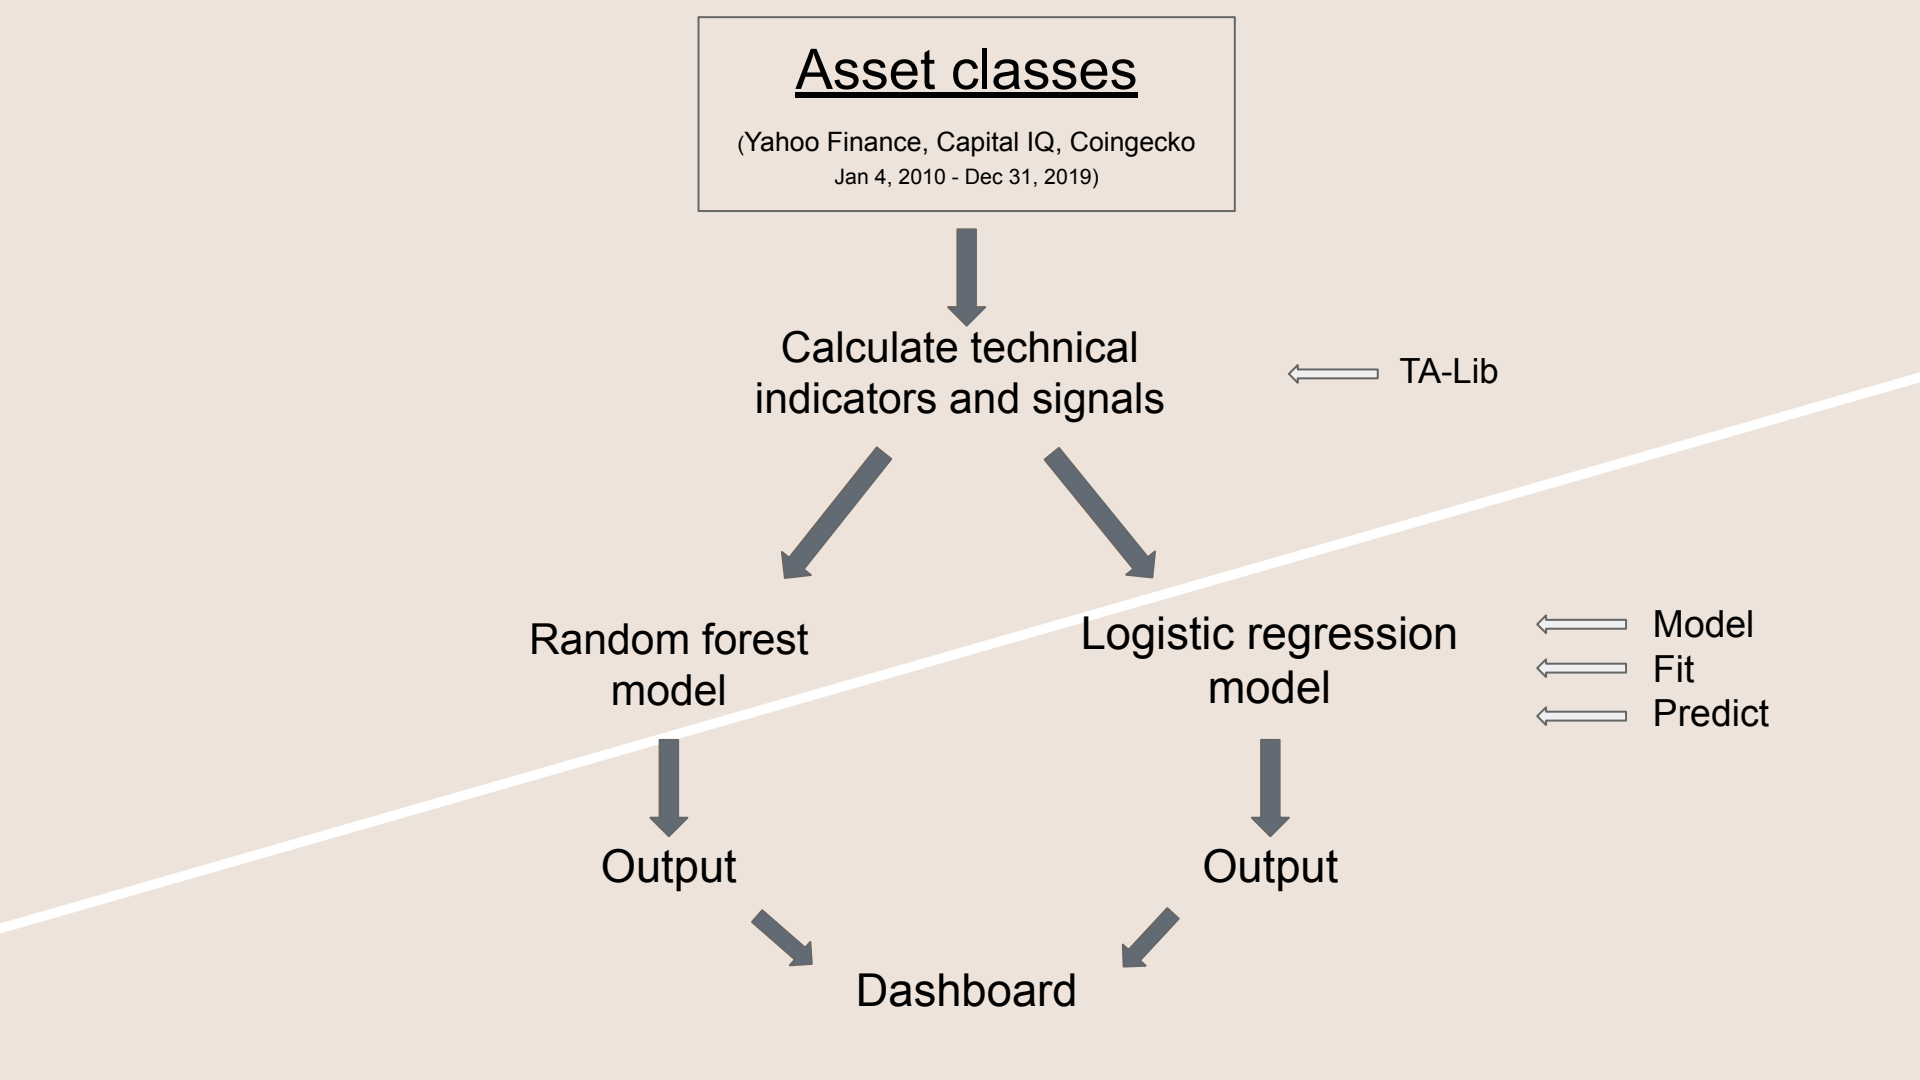 Asset classes
(Yahoo Finance, Capital IQ, Coingecko
Jan 4, 2010 - Dec 31, 2019)
Calculate technical
indicators and signals
TA-Lib
Random forest
model
Logistic regression
model
Model
Fit
Predict
Output
Output
Dashboard